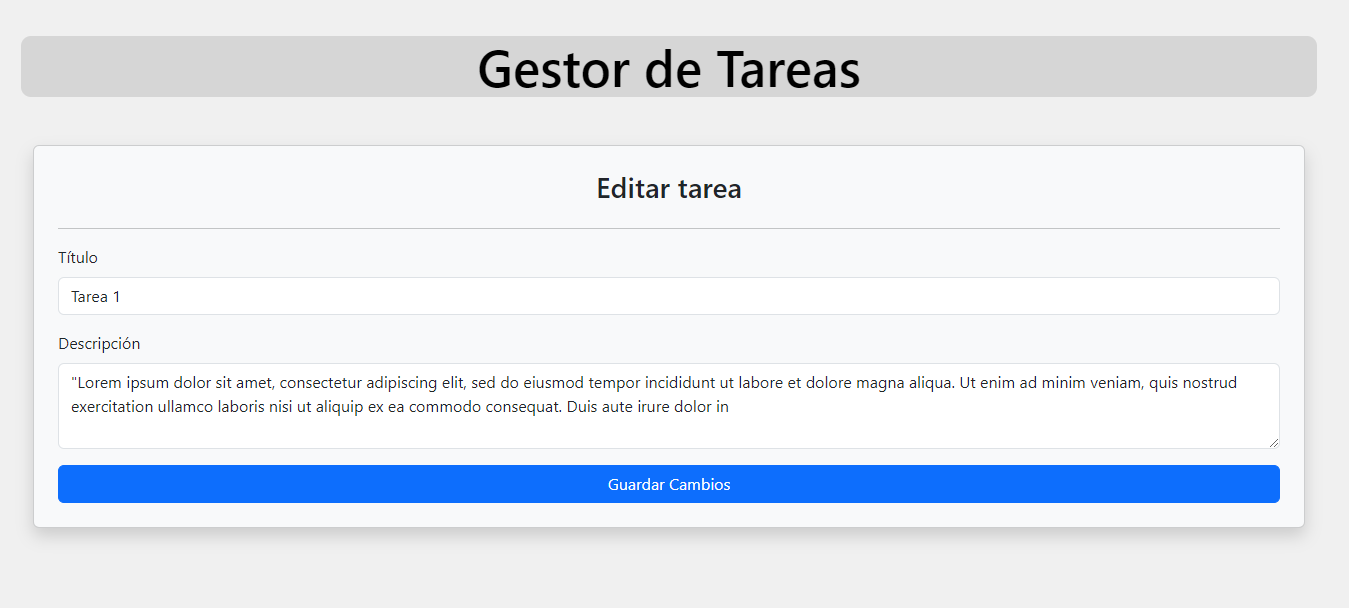 Gestor de Tareas
Editar tarea
Título
Tarea 1
Descripción
"Lorem ipsum dolor sit amet, consectetur adipiscing elit, sed do eiusmod tempor incididunt ut labore et dolore magna aliqua. Ut enim ad minim veniam, quis nostrud
exercitation ullamco laboris nisi ut aliquip ex ea commodo consequat. Duis aute irure dolor in
Guardar Cambios